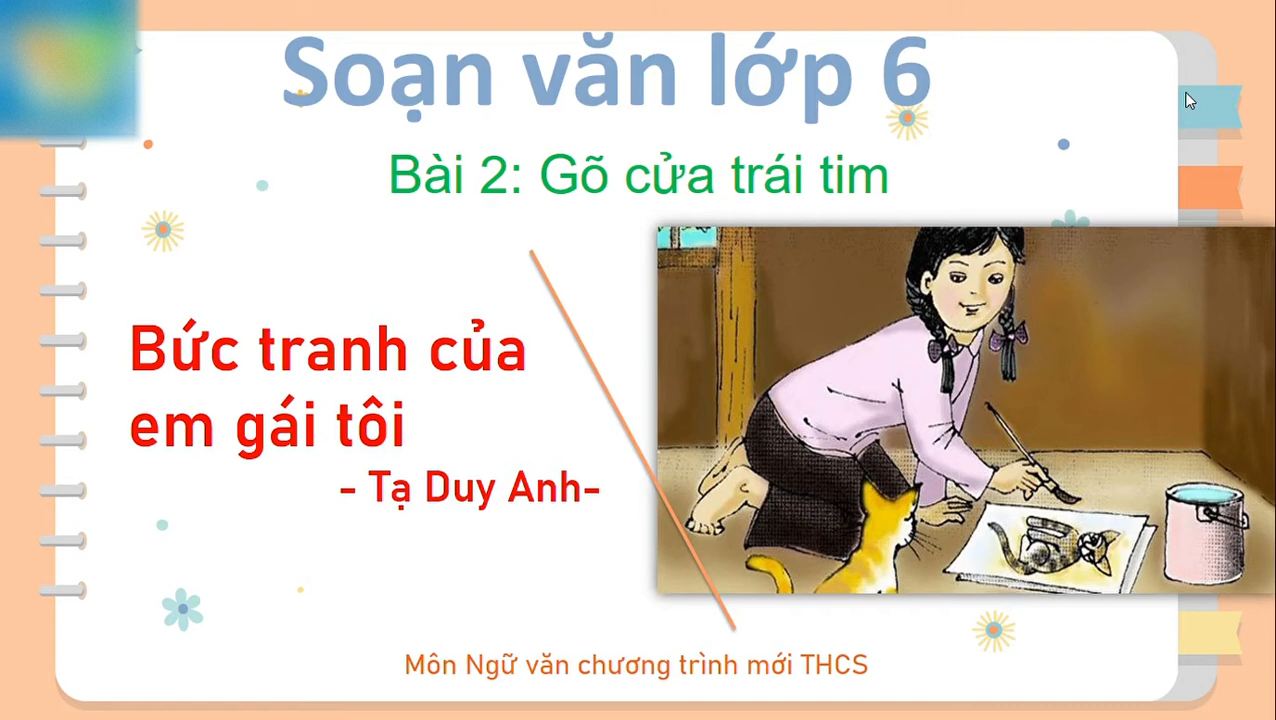 Soạn văn lớp 6
Bài 2: Gõ cửa trái tim
Bức tranh của
em gái tôi
- Tạ Duy Anh-
Môn Ngữ văn chương trình mới THCS